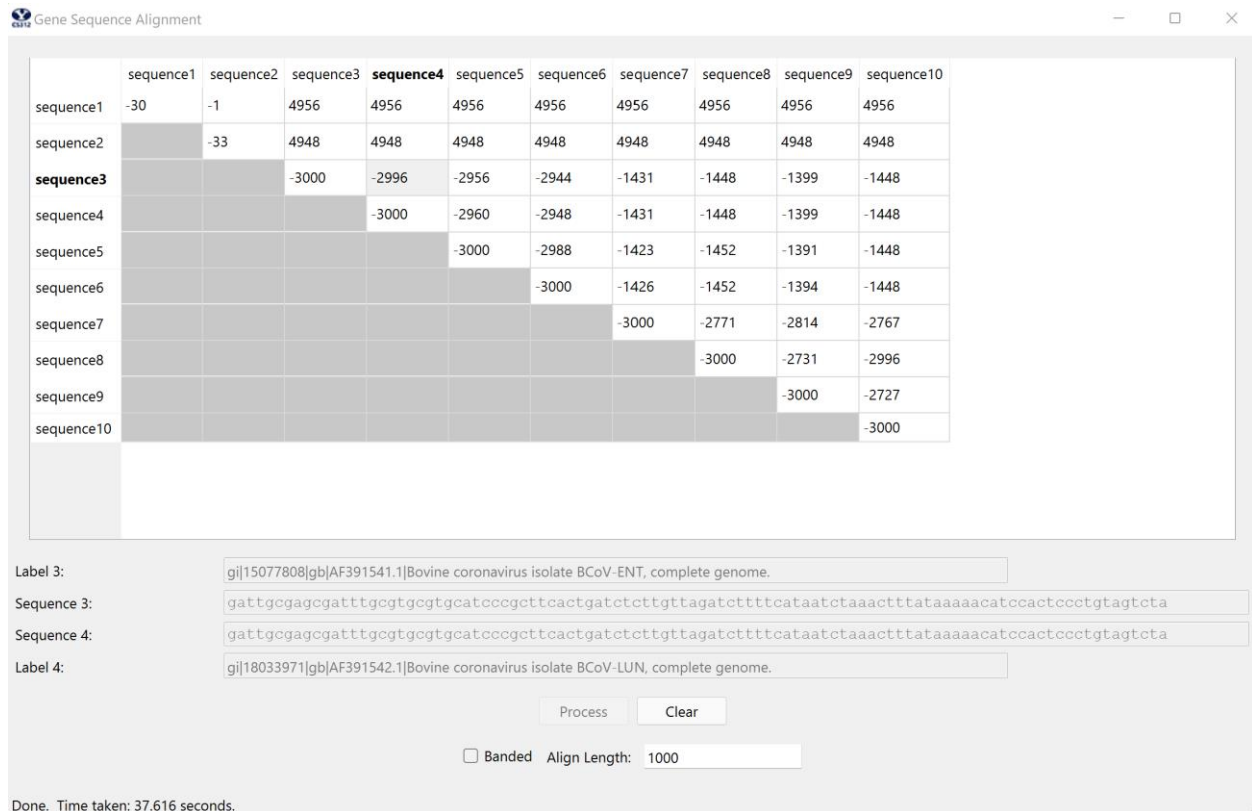 CS312 Gene Sequence Alignment
sequence1 sequence2 sequence3 sequence4 sequence5 sequence6 sequence7 sequence8 sequence9 sequence10
sequence1 -30 -1 4956 4956 4956 4956 4956 4956 4956 4956
sequence2 -33 4948 4948 4948 4948 4948 4948 4948 4948
sequence3 -3000 -2996 -2956 -2944 -1431 -1448 -1399 -1448
sequence4 -3000 -2960 -2948 -1431 -1448 -1399 -1448
sequence5 -3000 -2988 -1423 -1452 -1391 -1448
sequence6 -3000 -1426 -1452 -1394 -1448
sequence7 -3000 -2771 -2814 -2767
sequence8 -3000 -2731 -2996
sequence9 -3000 -2727
sequence10 -3000
Label 3: gi|15077808|gb|AF391541.1|Bovine coronavirus isolate BCoV-ENT, complete genome.
Sequence 3: gattgcgagcgatttgcgtgcgtgcatcccgcttcactgatctcttgttagatcttttcataatctaaactttataaaaacatccactccctgtagtcta
Sequence 4: gattgcgagcgatttgcgtgcgtgcatcccgcttcactgatctcttgttagatcttttcataatctaaactttataaaaacatccactccctgtagtcta
Label 4: gi|18033971|gb|AF391542.1|Bovine coronavirus isolate BCoV-LUN, complete genome.
Process Clear
Banded Align Length: 1000
Done. Time taken: 37.616 seconds.